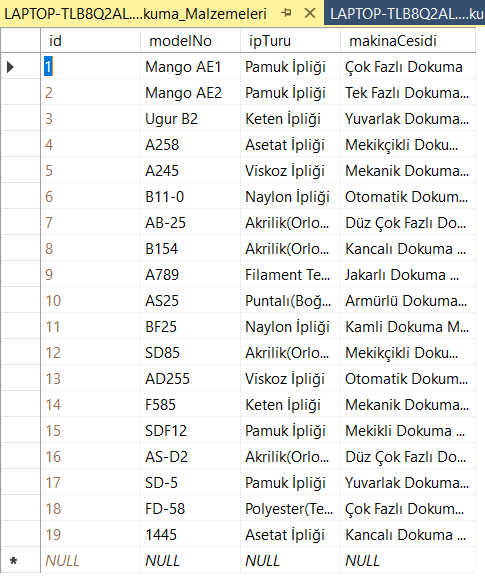 LAPTOP-TLB8Q2AL....kuma_Malzemeleri LAPTOP-TLB8Q2AL....ku
id modelNo ipTuru makinaCesidi
1 Mango AE1 Pamuk İpliği Çok Fazlı Dokuma
2 Mango AE2 Pamuk İpliği Tek Fazlı Dokuma...
3 Ugur B2 Keten İpliği Yuvarlak Dokuma...
4 A258 Asetat İpliği Mekikçikli Doku...
5 A245 Viskoz İpliği Mekanik Dokuma...
6 B11-0 Naylon İpliği Otomatik Dokum...
7 AB-25 Akrilik(Orlo... Düz Çok Fazlı Do...
8 B154 Akrilik(Orlo... Kancalı Dokuma ...
9 A789 Filament Te... Jakarlı Dokuma ...
10 AS25 Puntalı(Boğ... Armürlü Dokuma...
11 BF25 Naylon İpliği Kamli Dokuma M...
12 SD85 Akrilik(Orlo... Mekikçikli Doku...
13 AD255 Viskoz İpliği Otomatik Dokum...
14 F585 Keten İpliği Mekanik Dokuma...
15 SDF12 Pamuk İpliği Mekikli Dokuma ...
16 AS-D2 Akrilik(Orlo... Düz Çok Fazlı Do...
17 SD-5 Pamuk İpliği Yuvarlak Dokuma...
18 FD-58 Polyester(Te... Çok Fazlı Dokum...
19 1445 Asetat İpliği Kancalı Dokuma ...
NULL NULL NULL NULL